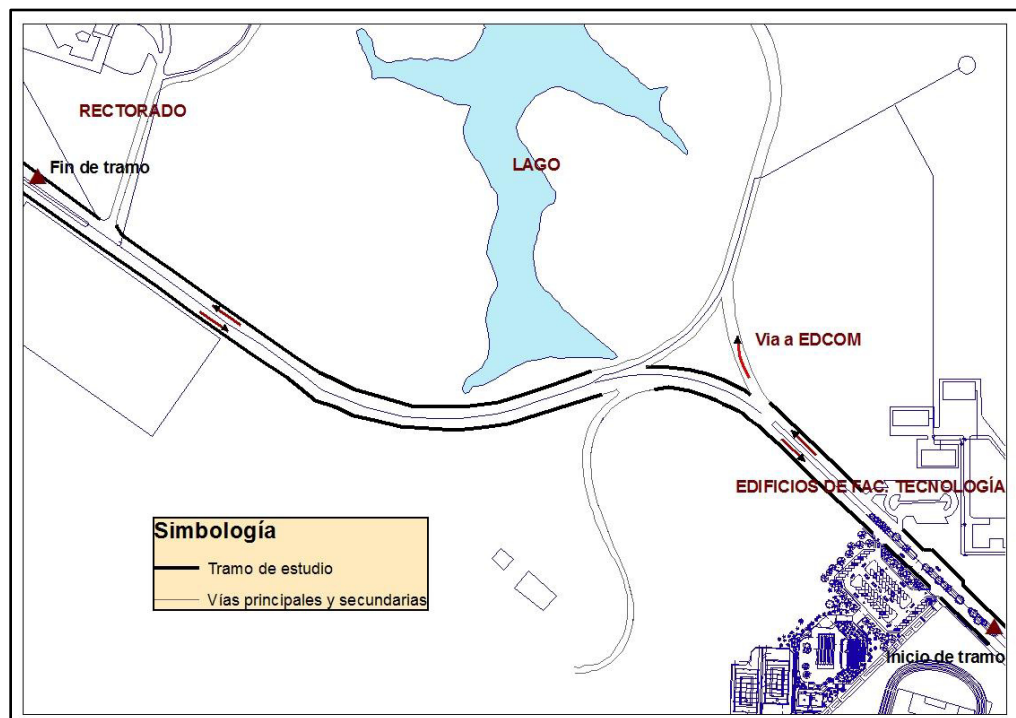 RECTORADO
Fin de tramo
LAGO
Via a EDCOM
EDIFICIOS DE FAC. TECNOLOGÍA
Simbología
Tramo de estudio
Vías principales y secundarias
Inicio de tramo